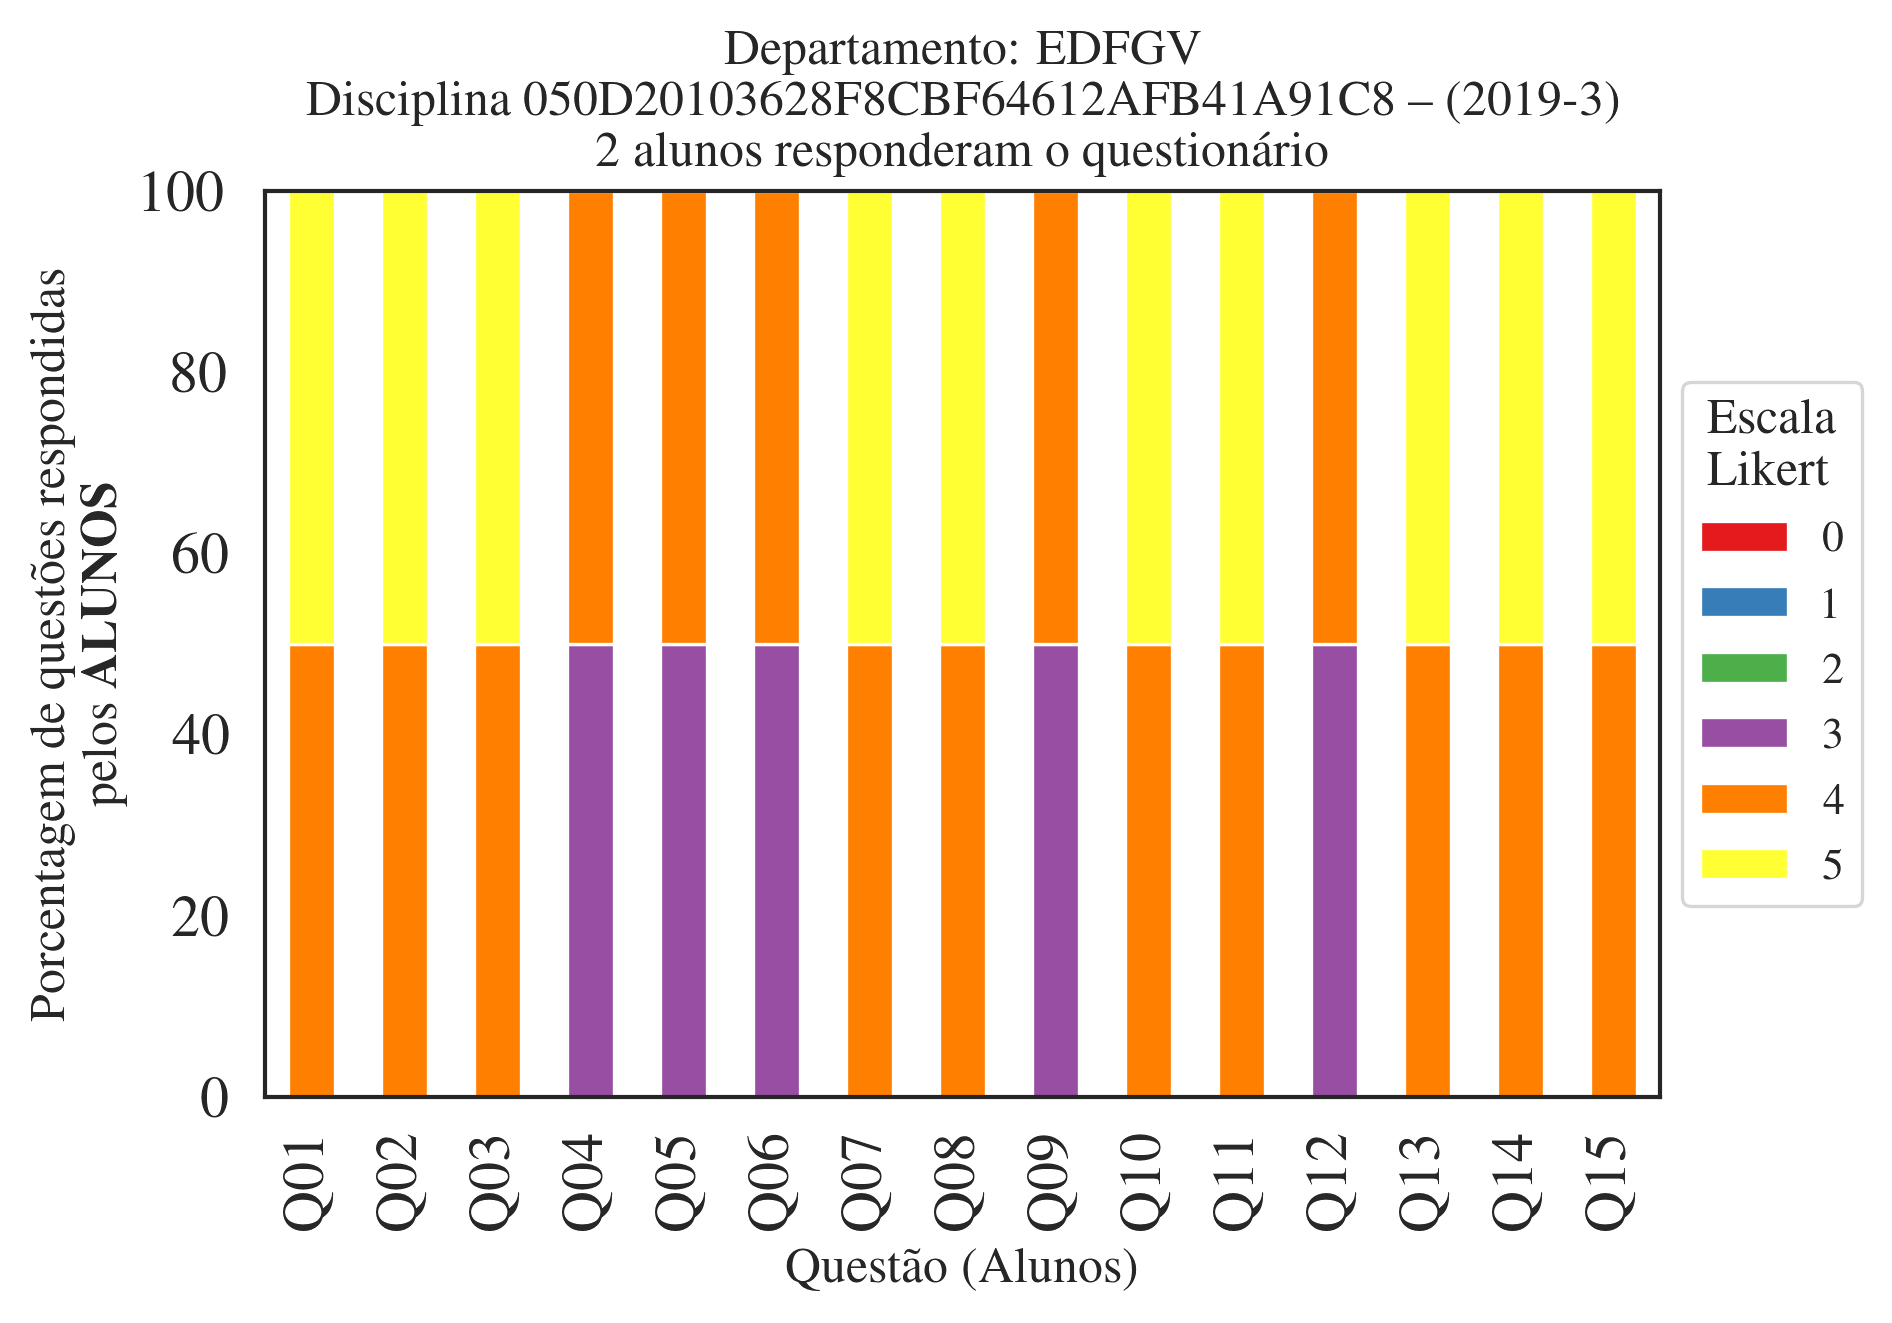 Departamento: EDFGV
Disciplina 050D20103628F8CBF64612AFB41A91C8 – (2019-3)
2 alunos responderam o questionário
100
80
60
40
20
0
Porcentagem de questões respondidas
pelos ALUNOS
Q01
Q02
Q03
Q04
Q05
Q06
Q07
Q08
Q09
Q10
Q11
Q12
Q13
Q14
Q15
Questão (Alunos)
Escala
Likert
0
1
2
3
4
5